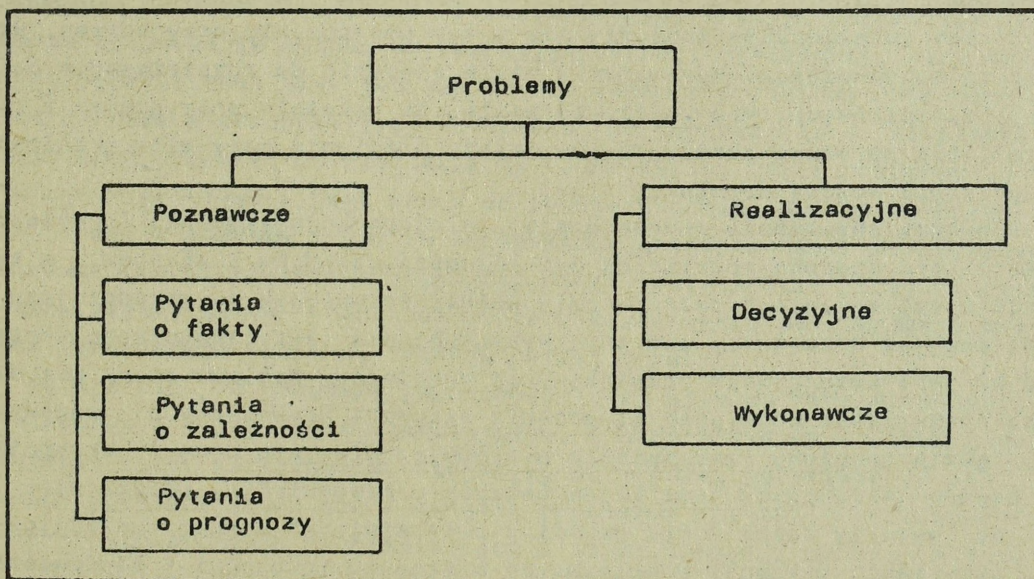 Problemy
Poznawcze
Pytania
o fakty
Pytania
o zależności
Pytania
o prognozy
Realizacyjne
Decyzyjne
Wykonawcze